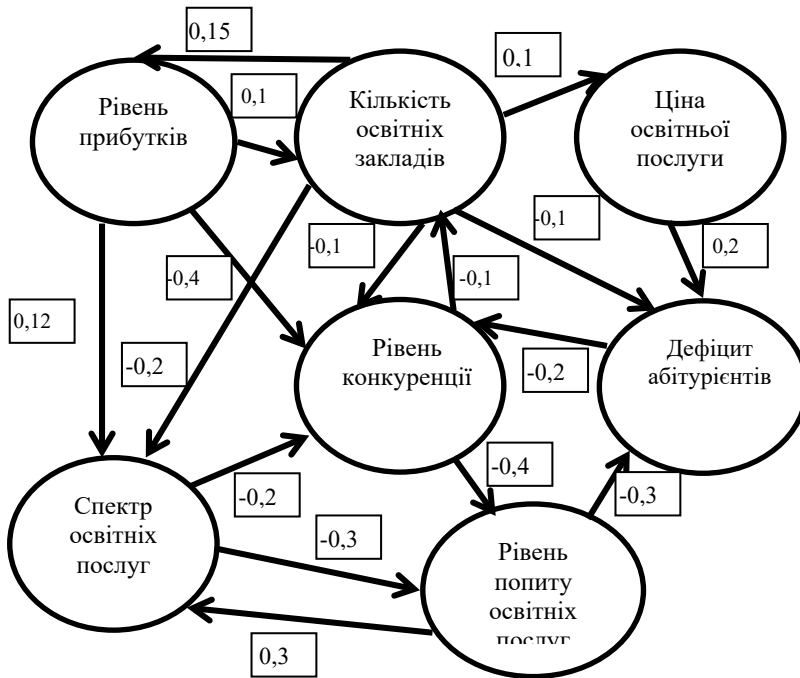 0,15
0,1
0,1
Рівень
прибутків
Кількість
освітніх
закладів
Ціна
освітньої
послуги
-0,1
-0,1
0,2
-0,4
-0,1
0,12
-0,2
Рівень
конкуренції
-0,2
Дефіцит
абітурієнтів
-0,2
-0,4
-0,3
Спектр
освітніх
послуг
-0,3
Рівень
попиту
освітніх
послуг
0,3